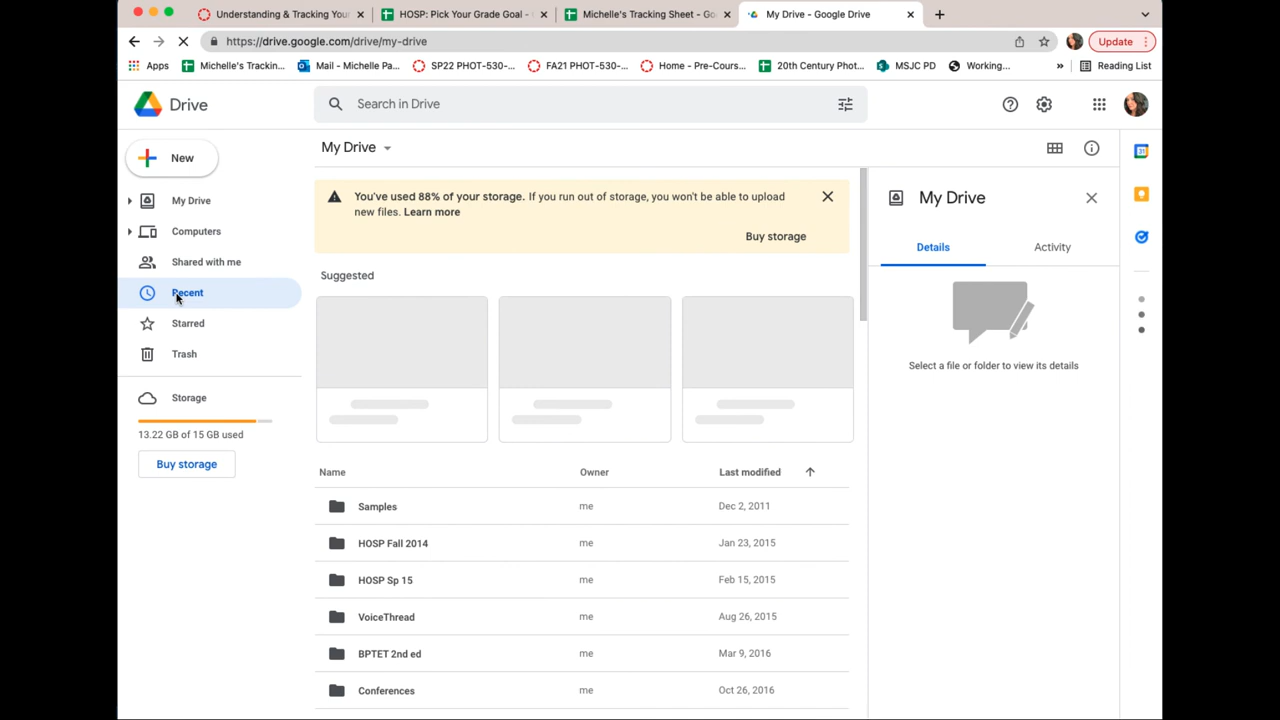 Understanding & Tracking Your
HOSP: Pick Your Grade Goal -
Michelle's Tracking Sheet - Go
My Drive - Google Drive
https://drive.google.com/drive/my-drive
Update
Apps
Michelle's Trackin...
Mail - Michelle Pa...
SP22 PHOT-530-...
FA21 PHOT-530-...
Home - Pre-Cours...
20th Century Phot...
MSJC PD
Working...
»
Reading List
Drive
Search in Drive
New
My Drive
Computers
Shared with me
Recent
Starred
Trash
Storage
13.22 GB of 15 GB used
Buy storage
My Drive
You've used 88% of your storage. If you run out of storage, you won't be able to upload
new files. Learn more
Buy storage
Suggested
Name Owner Last modified
Samples me Dec 2, 2011
HOSP Fall 2014 me Jan 23, 2015
HOSP Sp 15 me Feb 15, 2015
VoiceThread me Aug 26, 2015
BPTET 2nd ed me Mar 9, 2016
Conferences me Oct 26, 2016
My Drive
Details
Activity
Select a file or folder to view its details
31